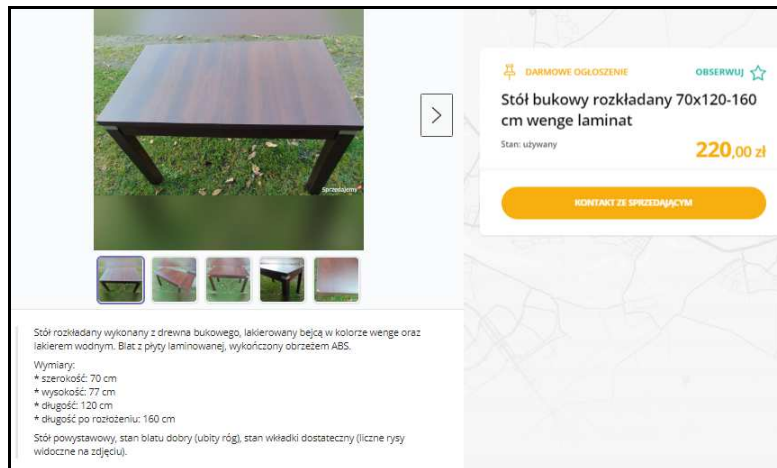 DARMOWE OGŁOSZENIE
OBSERWUJ
Stół bukowy rozkładany 70x120-160
cm wenge laminat
Stan: używany
220,00 zł
KONTAKT ZE SPRZEDAJĄCYM
Sprzedajemy
Stół rozkładany wykonany z drewna bukowego, lakierowany bejcą w kolorze wenge oraz
lakierem wodnym. Blat z płyty laminowanej, wykończony obrzeżem ABS.
Wymiary:
* szerokość: 70 cm
* wysokość: 77 cm
* długość: 120 cm
* długość po rozłożeniu: 160 cm
Stół powystawowy, stan blatu dobry (ubity róg), stan wkładki dostateczny (liczne rysy
widoczne na zdjęciu).